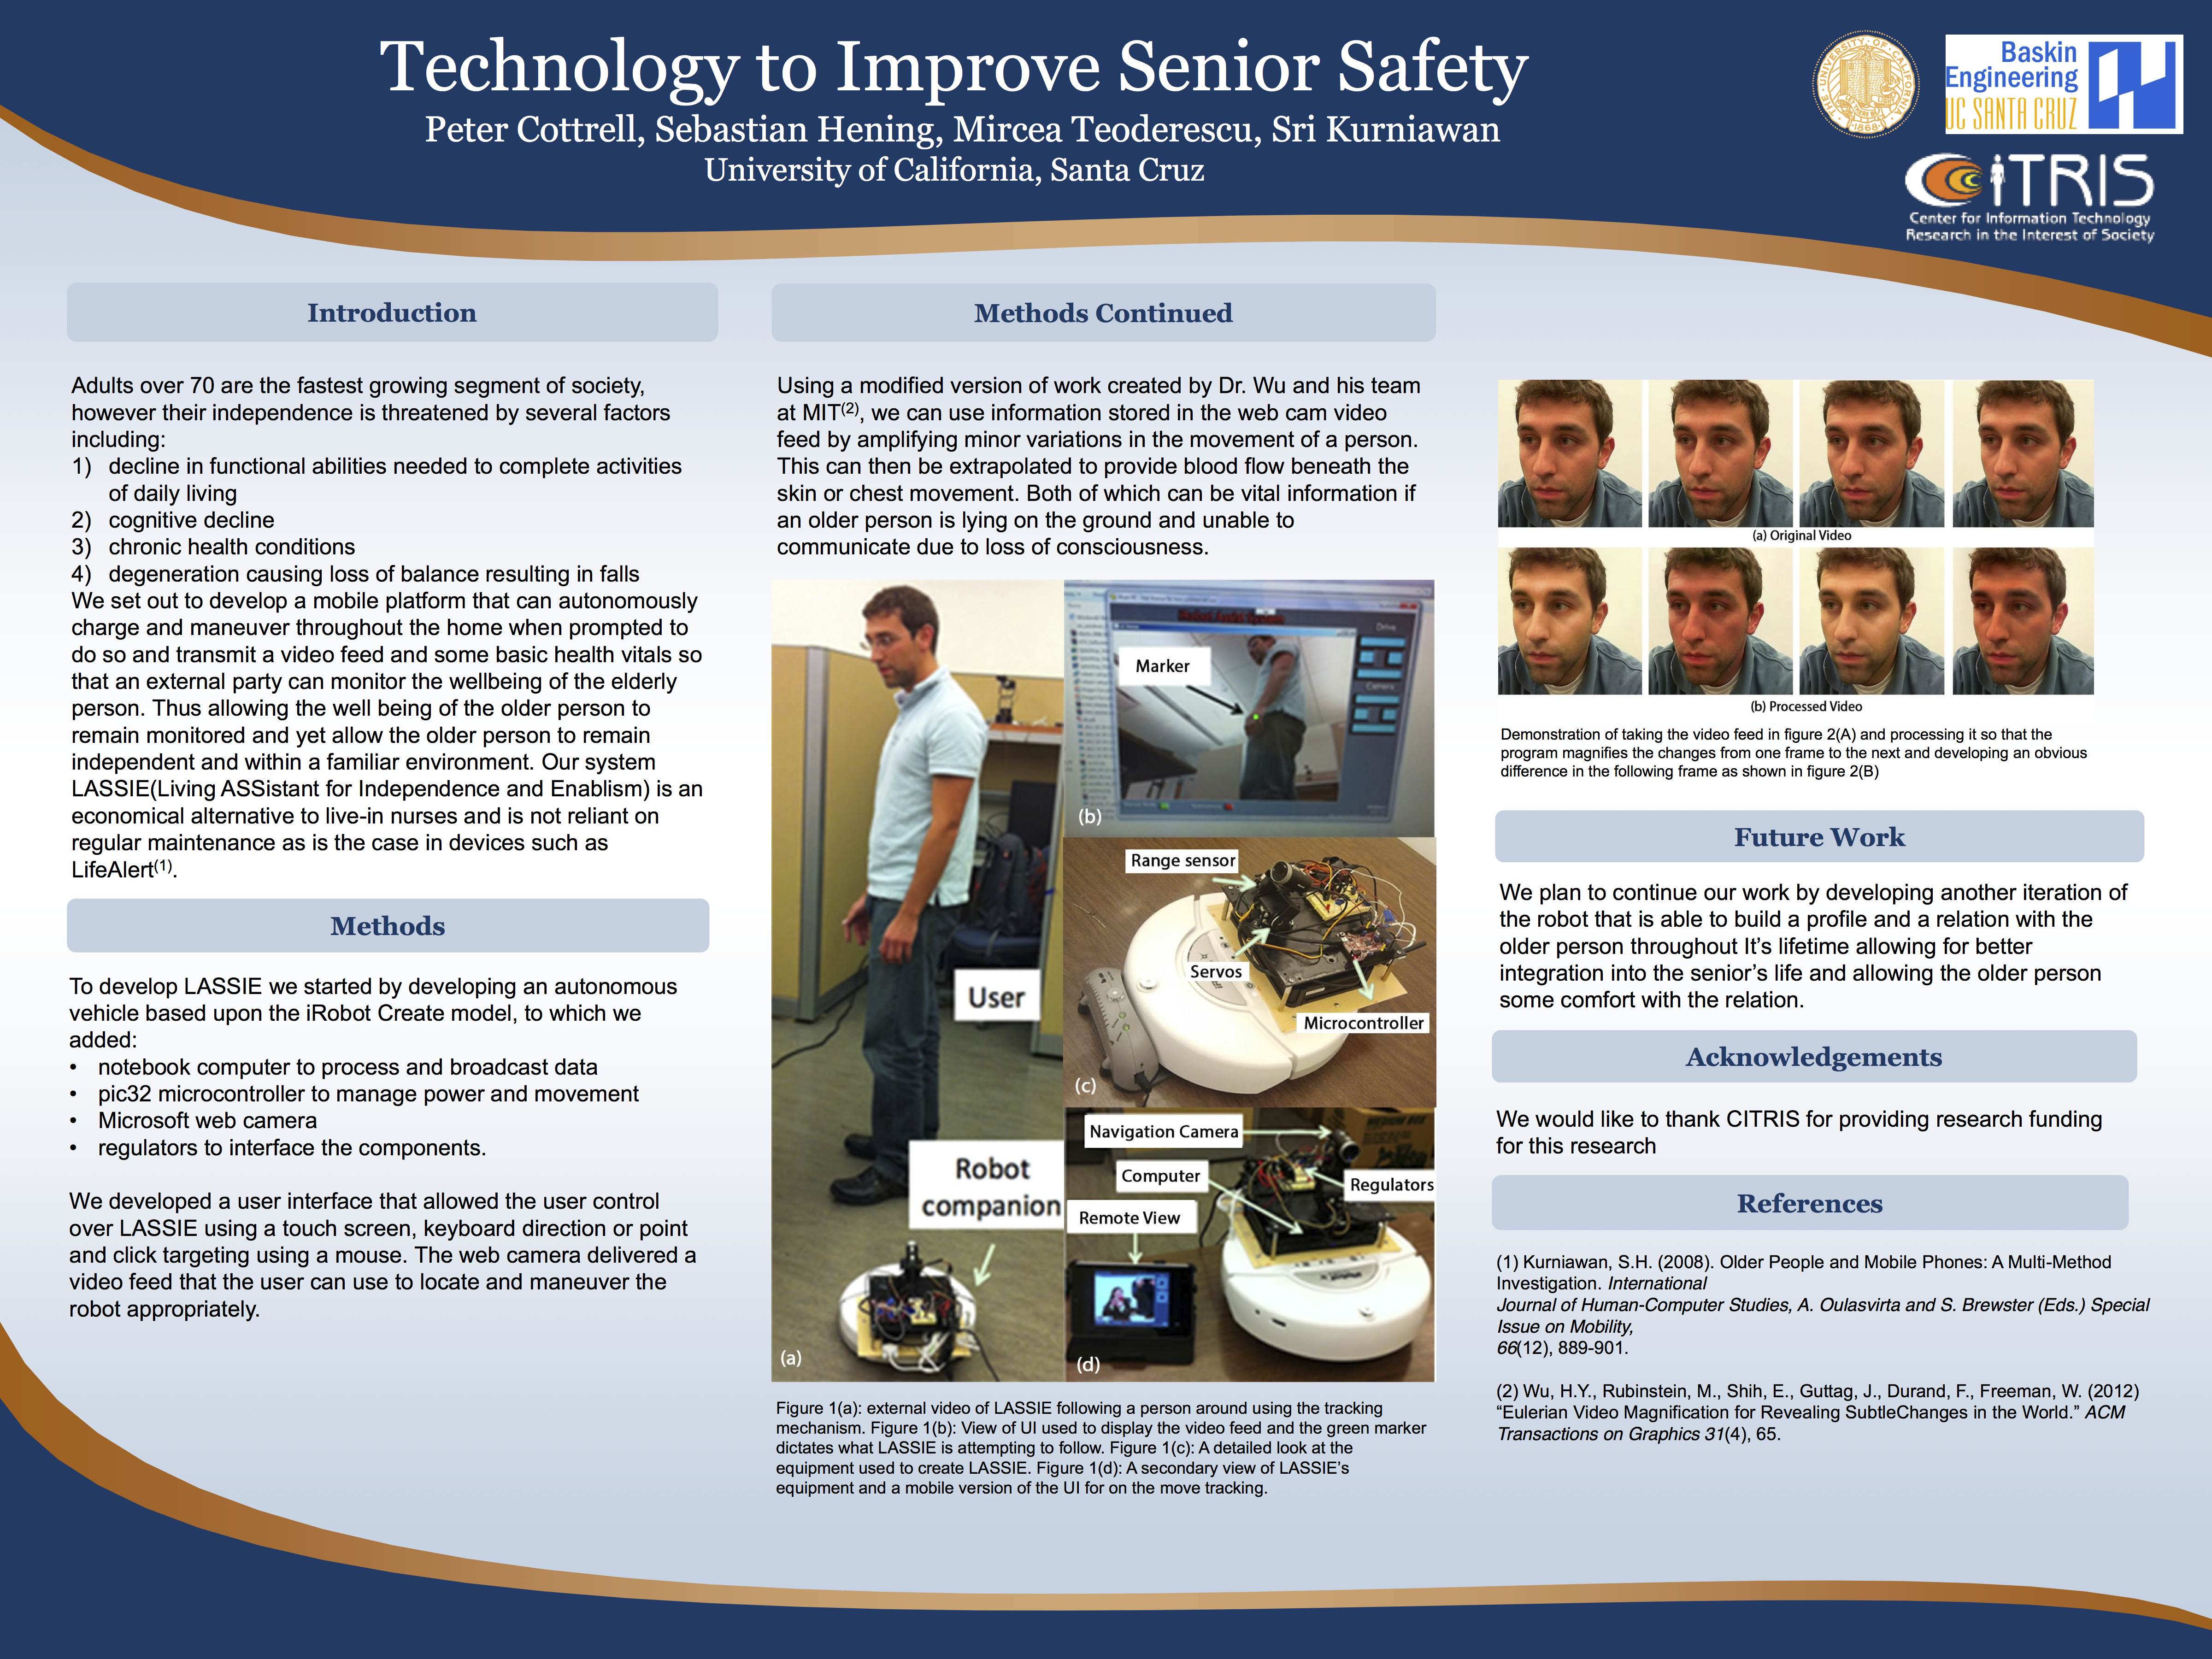 Technology to Improve Senior Safety
Peter Cottrell, Sebastian Hening, Mircea Teoderescu, Sri Kurniawan
University of California, Santa Cruz
Baskin
Engineering
UC SANTA CRUZ
CiTRIS
Center for Information Technology
Research in the Interest of Society
Introduction
Adults over 70 are the fastest growing segment of society,
however their independence is threatened by several factors
including:
1) decline in functional abilities needed to complete activities
of daily living
2) cognitive decline
3) chronic health conditions
4) degeneration causing loss of balance resulting in falls
We set out to develop a mobile platform that can autonomously
charge and maneuver throughout the home when prompted to
do so and transmit a video feed and some basic health vitals so
that an external party can monitor the wellbeing of the elderly
person. Thus allowing the well being of the older person to
remain monitored and yet allow the older person to remain
independent and within a familiar environment. Our system
LASSIE(Living ASSistant for Independence and Enablism) is an
economical alternative to live-in nurses and is not reliant on
regular maintenance as is the case in devices such as
LifeAlert(1).
Methods
To develop LASSIE we started by developing an autonomous
vehicle based upon the iRobot Create model, to which we
added:
• notebook computer to process and broadcast data
• pic32 microcontroller to manage power and movement
• Microsoft web camera
• regulators to interface the components.
We developed a user interface that allowed the user control
over LASSIE using a touch screen, keyboard direction or point
and click targeting using a mouse. The web camera delivered a
video feed that the user can use to locate and maneuver the
robot appropriately.
Methods Continued
Using a modified version of work created by Dr. Wu and his team
at MIT(2), we can use information stored in the web cam video
feed by amplifying minor variations in the movement of a person.
This can then be extrapolated to provide blood flow beneath the
skin or chest movement. Both of which can be vital information if
an older person is lying on the ground and unable to
communicate due to loss of consciousness.
User
Robot
companion
(a)
Marker
Drive
Camera
(b)
Range sensor
Servos
Microcontroller
(c)
Navigation Camera
Computer
Regulators
Remote View
(d)
Figure 1(a): external video of LASSIE following a person around using the tracking
mechanism. Figure 1(b): View of UI used to display the video feed and the green marker
dictates what LASSIE is attempting to follow. Figure 1(c): A detailed look at the
equipment used to create LASSIE. Figure 1(d): A secondary view of LASSIE's
equipment and a mobile version of the UI for on the move tracking.
(a) Original Video
(b) Processed Video
Demonstration of taking the video feed in figure 2(A) and processing it so that the
program magnifies the changes from one frame to the next and developing an obvious
difference in the following frame as shown in figure 2(B)
Future Work
We plan to continue our work by developing another iteration of
the robot that is able to build a profile and a relation with the
older person throughout It's lifetime allowing for better
integration into the senior's life and allowing the older person
some comfort with the relation.
Acknowledgements
We would like to thank CITRIS for providing research funding
for this research
References
(1) Kurniawan, S.H. (2008). Older People and Mobile Phones: A Multi-Method
Investigation. International
Journal of Human-Computer Studies, A. Oulasvirta and S. Brewster (Eds.) Special
Issue on Mobility,
66(12), 889-901.
(2) Wu, H.Y., Rubinstein, M., Shih, E., Guttag, J., Durand, F., Freeman, W. (2012)
“Eulerian Video Magnification for Revealing SubtleChanges in the World.” ACM
Transactions on Graphics 31(4), 65.